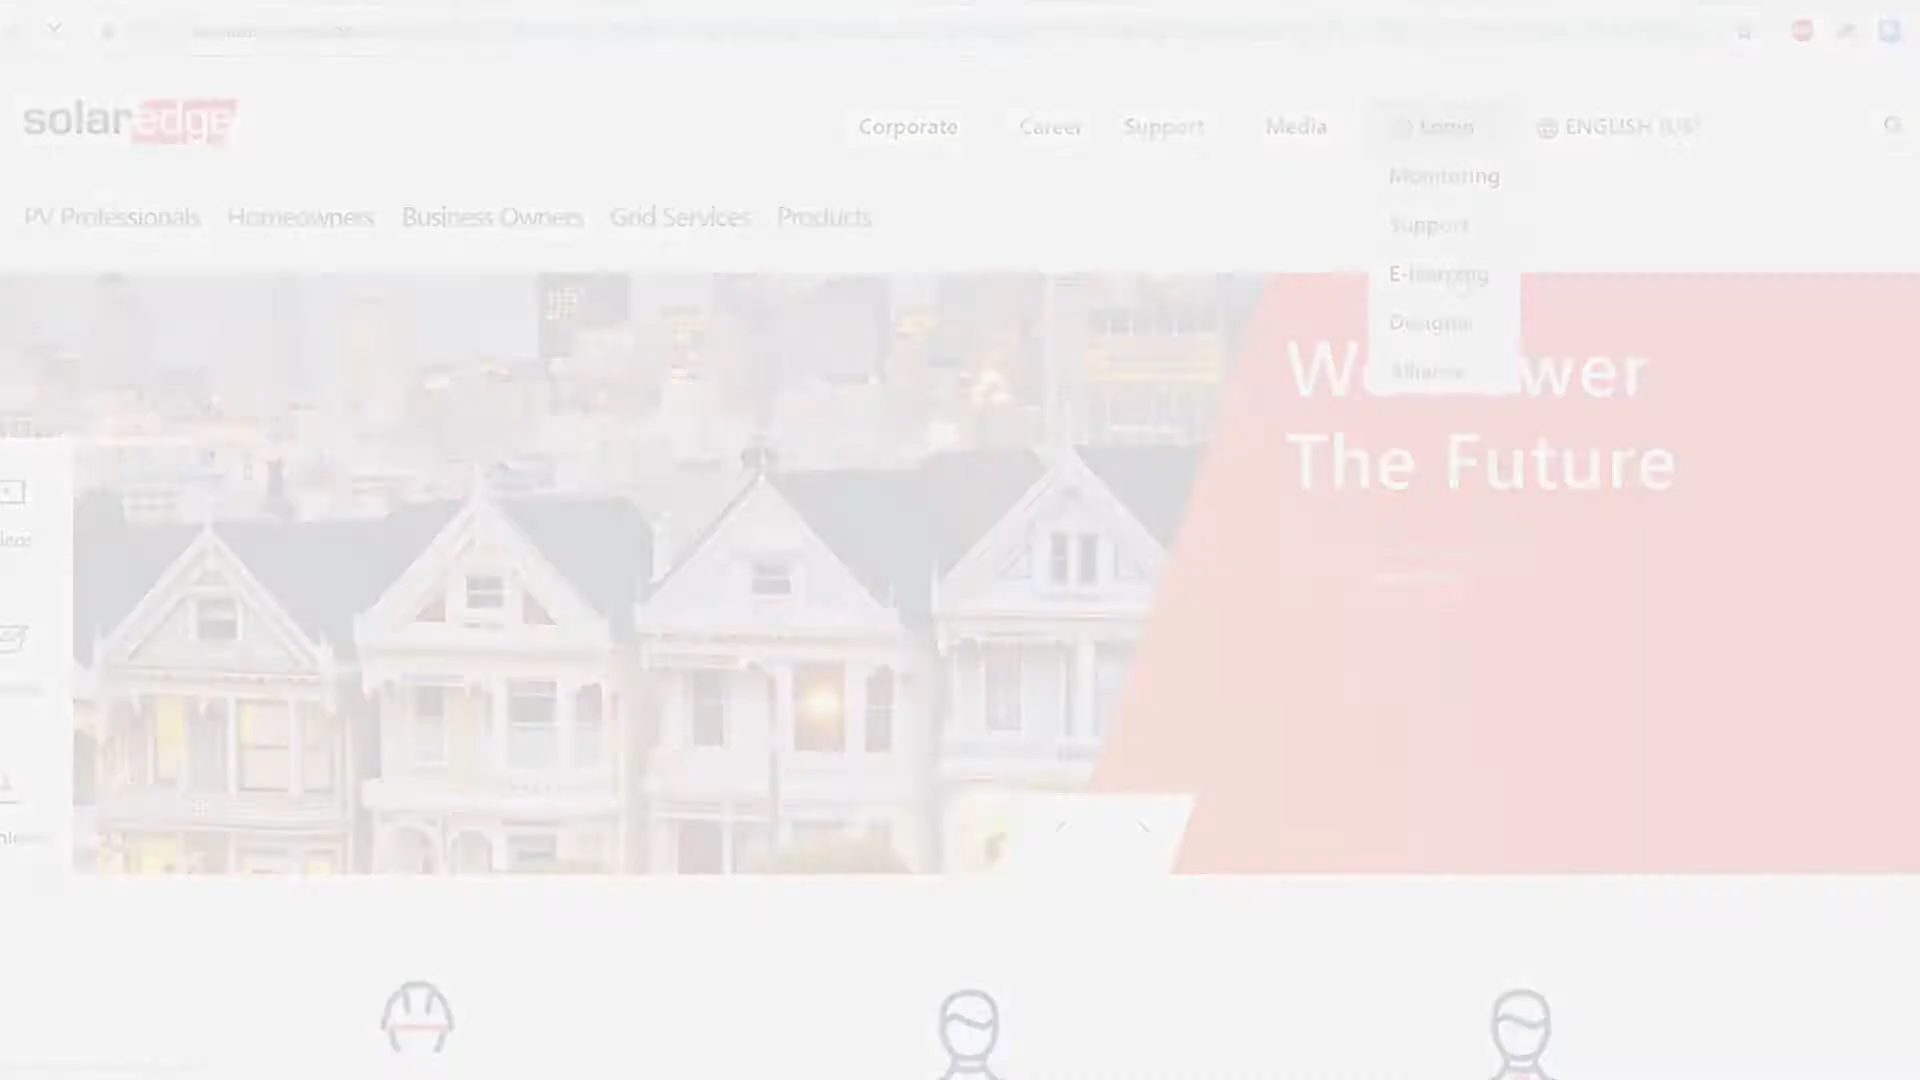 solaredge
Corporate Career Support Media Login ENGLISH (US)
Monitoring
Support
E-learning
Designer
Alliance
PV Professionals Homeowners Business Owners Grid Services Products
The Future